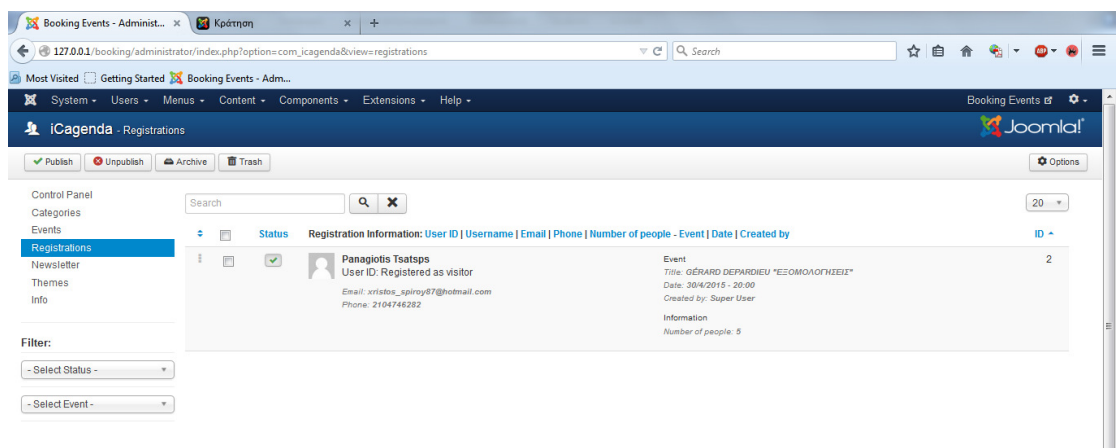 Booking Events - Administ... ×
Κράτηση ×
127.0.0.1/booking/administrator/index.php?option=com_icagenda&view=registrations
Search
Most Visited Getting Started Booking Events - Adm...
System Users Menus Content Components Extensions Help
Booking Events
iCagenda - Registrations
Joomla!
Publish Unpublish Archive Trash
Options
Control Panel
Categories
Events
Registrations
Newsletter
Themes
Info
Filter:
- Select Status -
- Select Event -
Search
20
Status Registration Information: User ID | Username | Email | Phone | Number of people - Event | Date | Created by ID
Panagiotis Tsatsps
User ID: Registered as visitor
Email: xristos_spiroy87@hotmail.com
Phone: 2104746282
Event
Title: GÉRARD DEPARDIEU "ΕΞΟΜΟΛΟΓΗΣΕΙΣ"
Date: 30/4/2015 - 20:00
Created by: Super User
Information
Number of people: 5
2